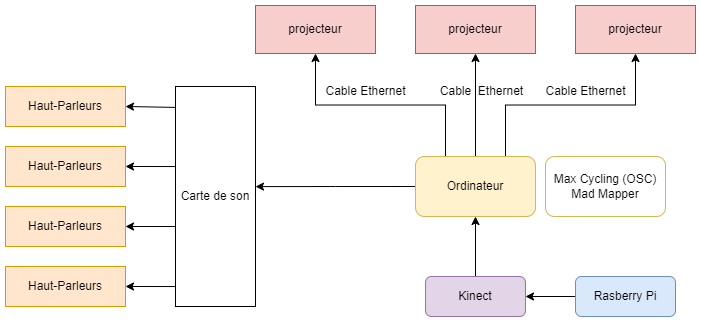 projecteur
projecteur
projecteur
Cable Ethernet
Cable Ethernet
Cable Ethernet
Haut-Parleurs
Haut-Parleurs
Haut-Parleurs
Haut-Parleurs
Carte de son
Ordinateur
Max Cycling (OSC)
Mad Mapper
Kinect
Rasberry Pi